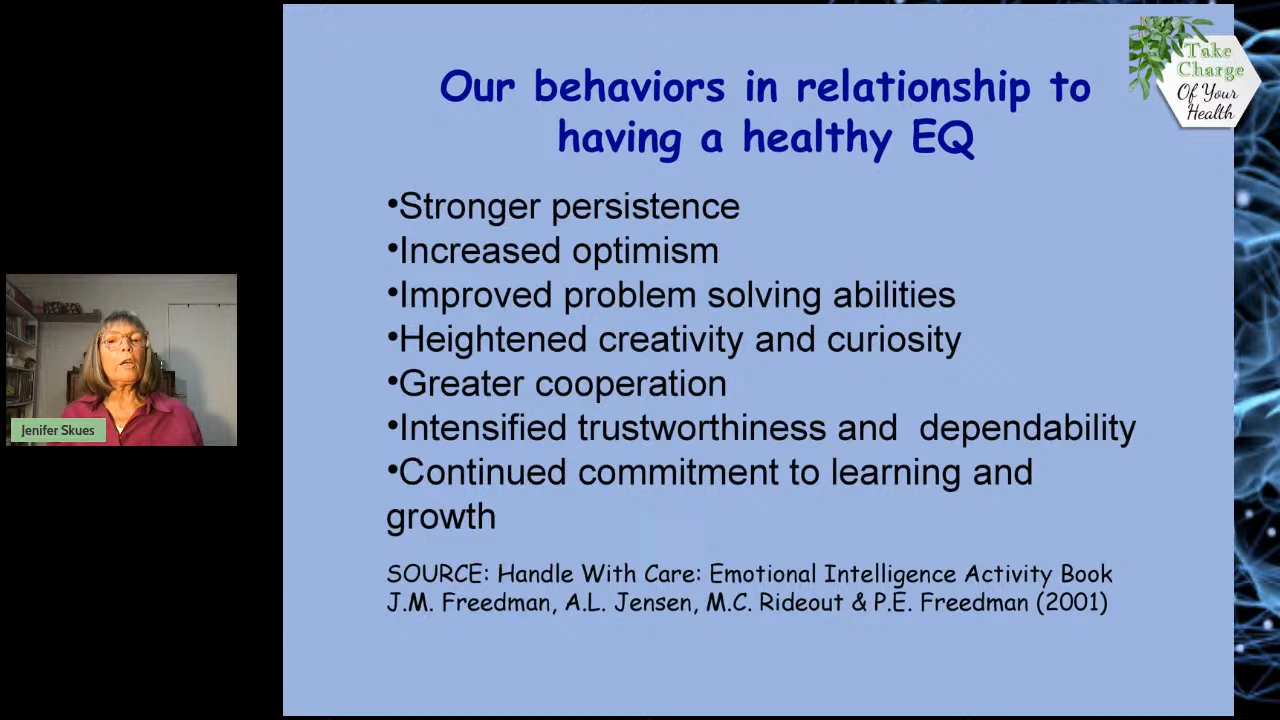 Take
Charge
Of Your
Health
Our behaviors in relationship to
having a healthy EQ
•Stronger persistence
•Increased optimism
•Improved problem solving abilities
•Heightened creativity and curiosity
•Greater cooperation
•Intensified trustworthiness and  dependability
•Continued commitment to learning and
growth
SOURCE: Handle With Care: Emotional Intelligence Activity Book
J.M. Freedman, A.L. Jensen, M.C. Rideout & P.E. Freedman (2001)
Jenifer Skues